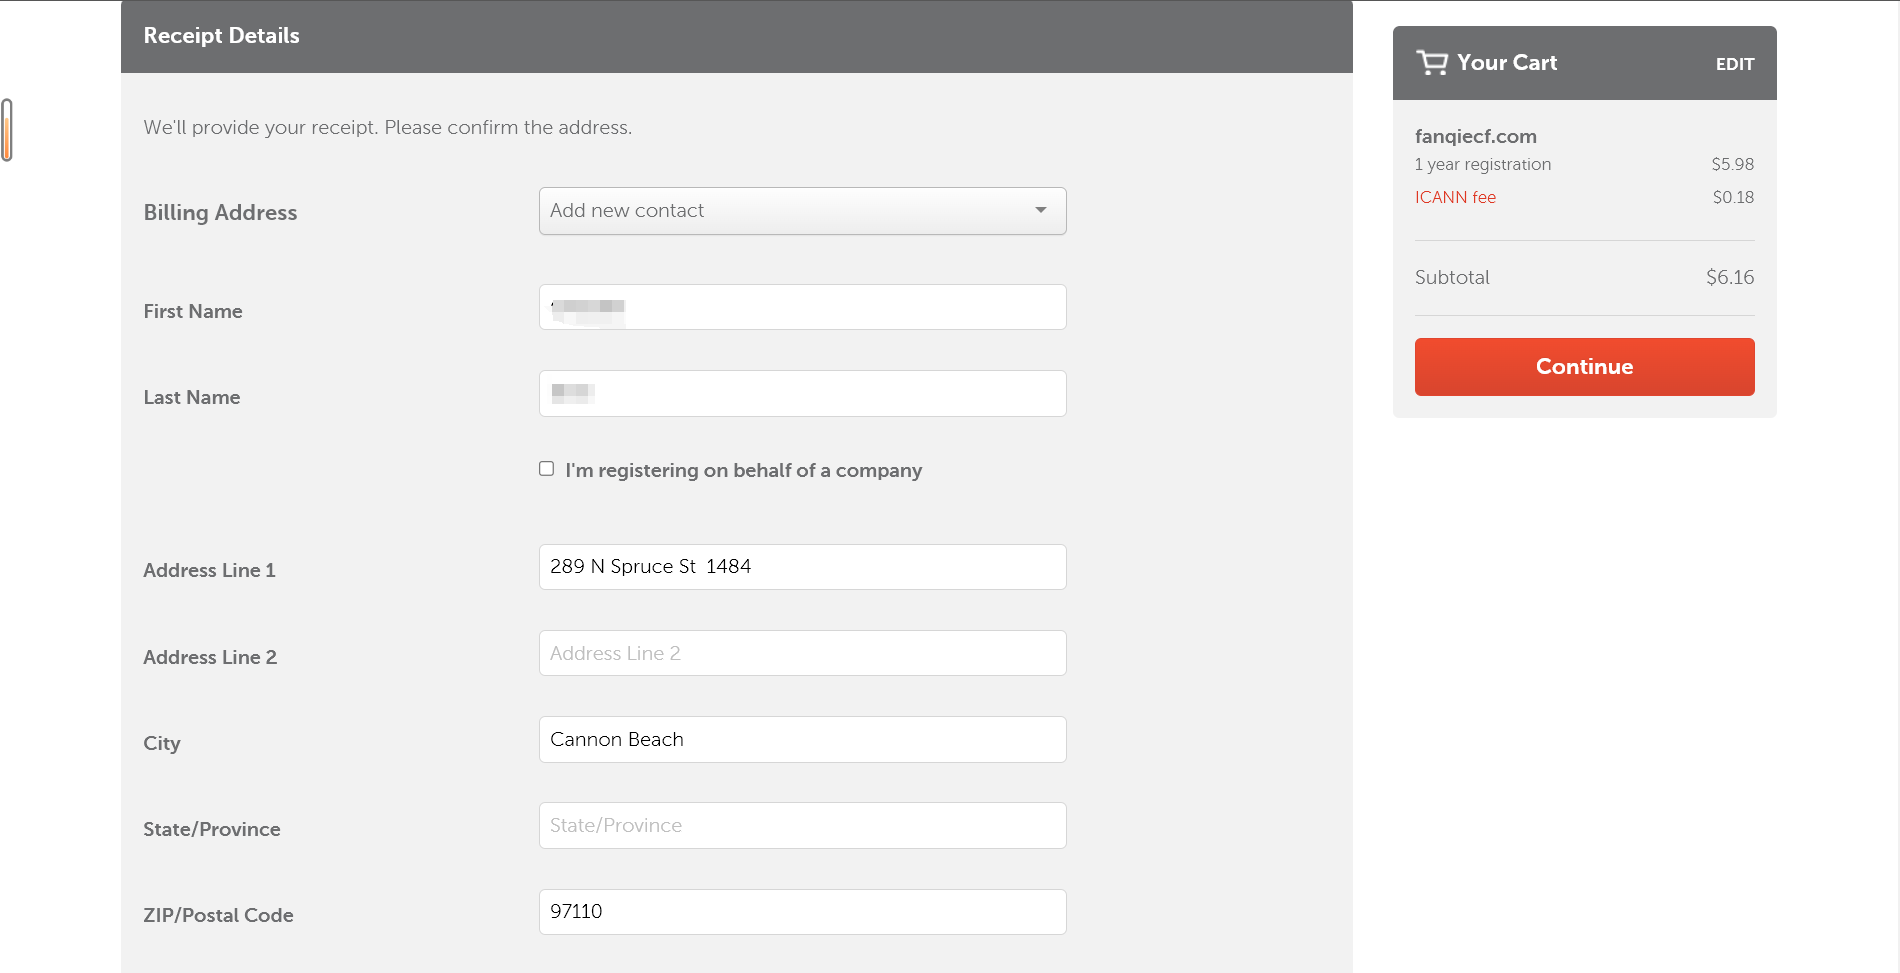 Receipt Details
We'll provide your receipt. Please confirm the address.
Billing Address
Add new contact
First Name
Last Name
I'm registering on behalf of a company
Address Line 1
289 N Spruce St  1484
Address Line 2
Address Line 2
City
Cannon Beach
State/Province
State/Province
ZIP/Postal Code
97110
Your Cart
EDIT
fanqiecf.com
1 year registration $5.98
ICANN fee $0.18
Subtotal $6.16
Continue